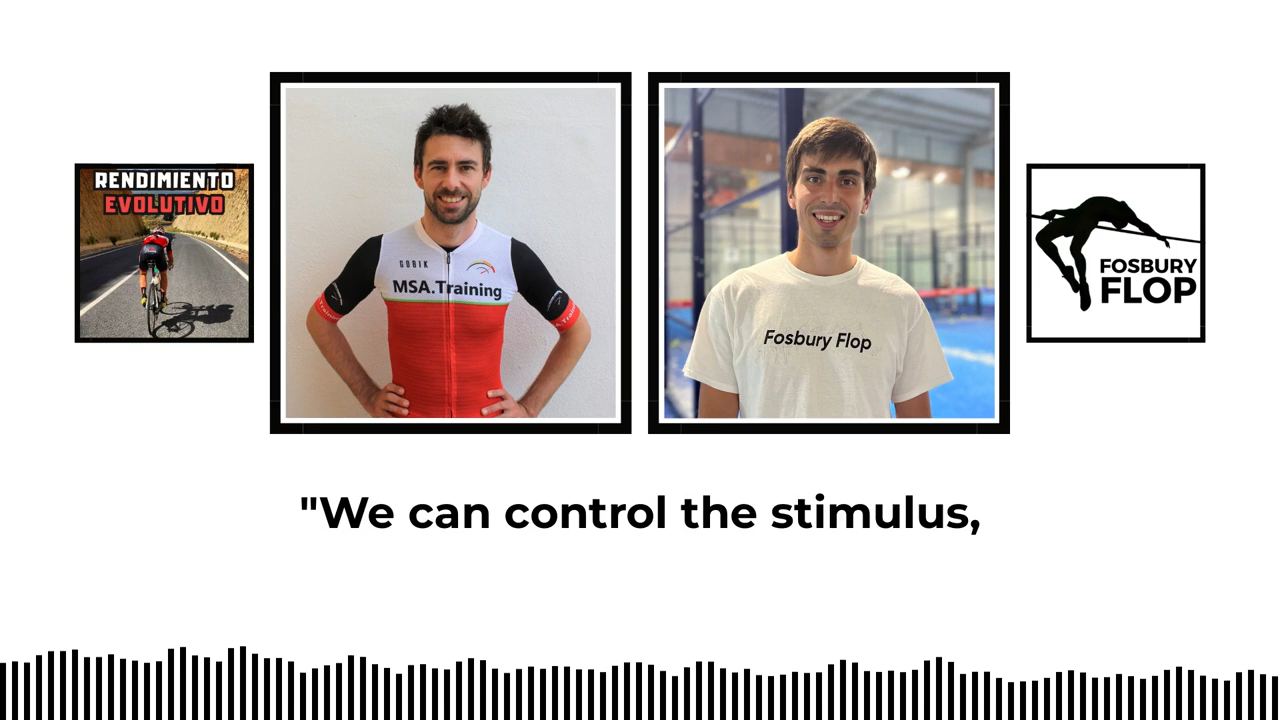 RENDIMIENTO
EVOLUTIVO
GOBIK
MSA.Training
Fosbury Flop
FOSBURY
FLOP
"We can control the stimulus,